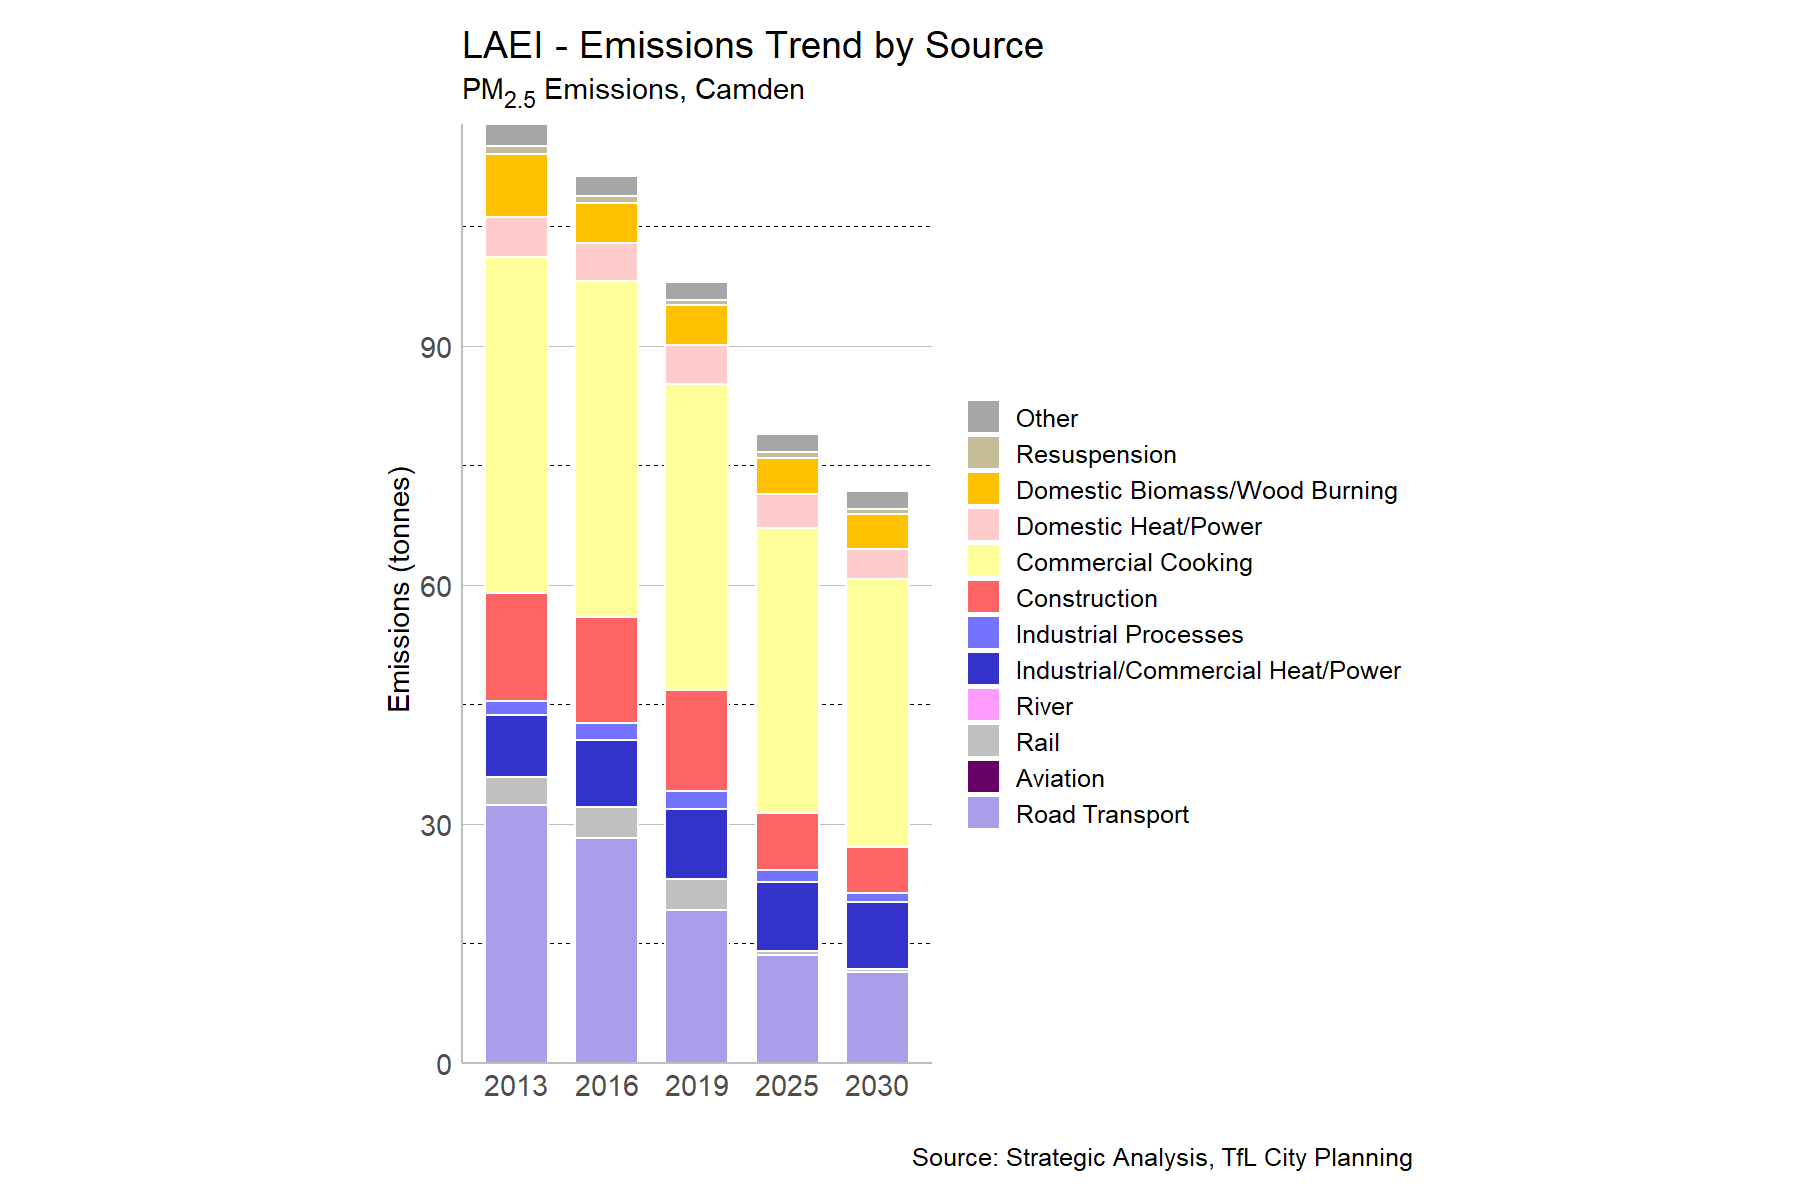 LAEI - Emissions Trend by Source
PM2.5 Emissions, Camden
Emissions (tonnes)
90
60
30
0
2013 2016 2019 2025 2030
Other
Resuspension
Domestic Biomass/Wood Burning
Domestic Heat/Power
Commercial Cooking
Construction
Industrial Processes
Industrial/Commercial Heat/Power
River
Rail
Aviation
Road Transport
Source: Strategic Analysis, TfL City Planning